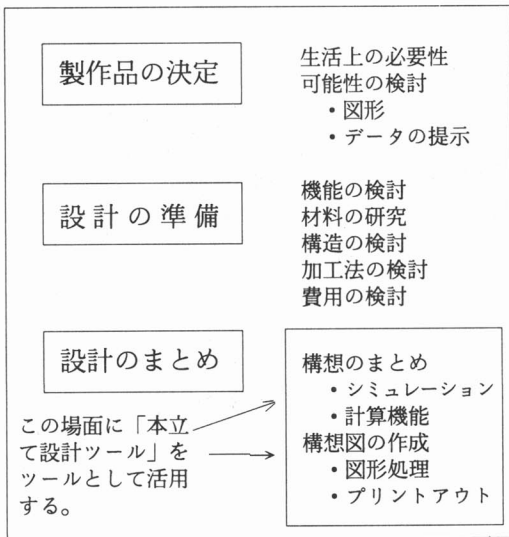 製作品の決定
生活上の必要性
可能性の検討
・図形
・データの提示
設計の準備
機能の検討
材料の研究
構造の検討
加工法の検討
費用の検討
設計のまとめ
この場面に「本立
て設計ツール」を
ツールとして活用
する。
構想のまとめ
・シミュレーション
・計算機能
構想図の作成
・図形処理
・プリントアウト